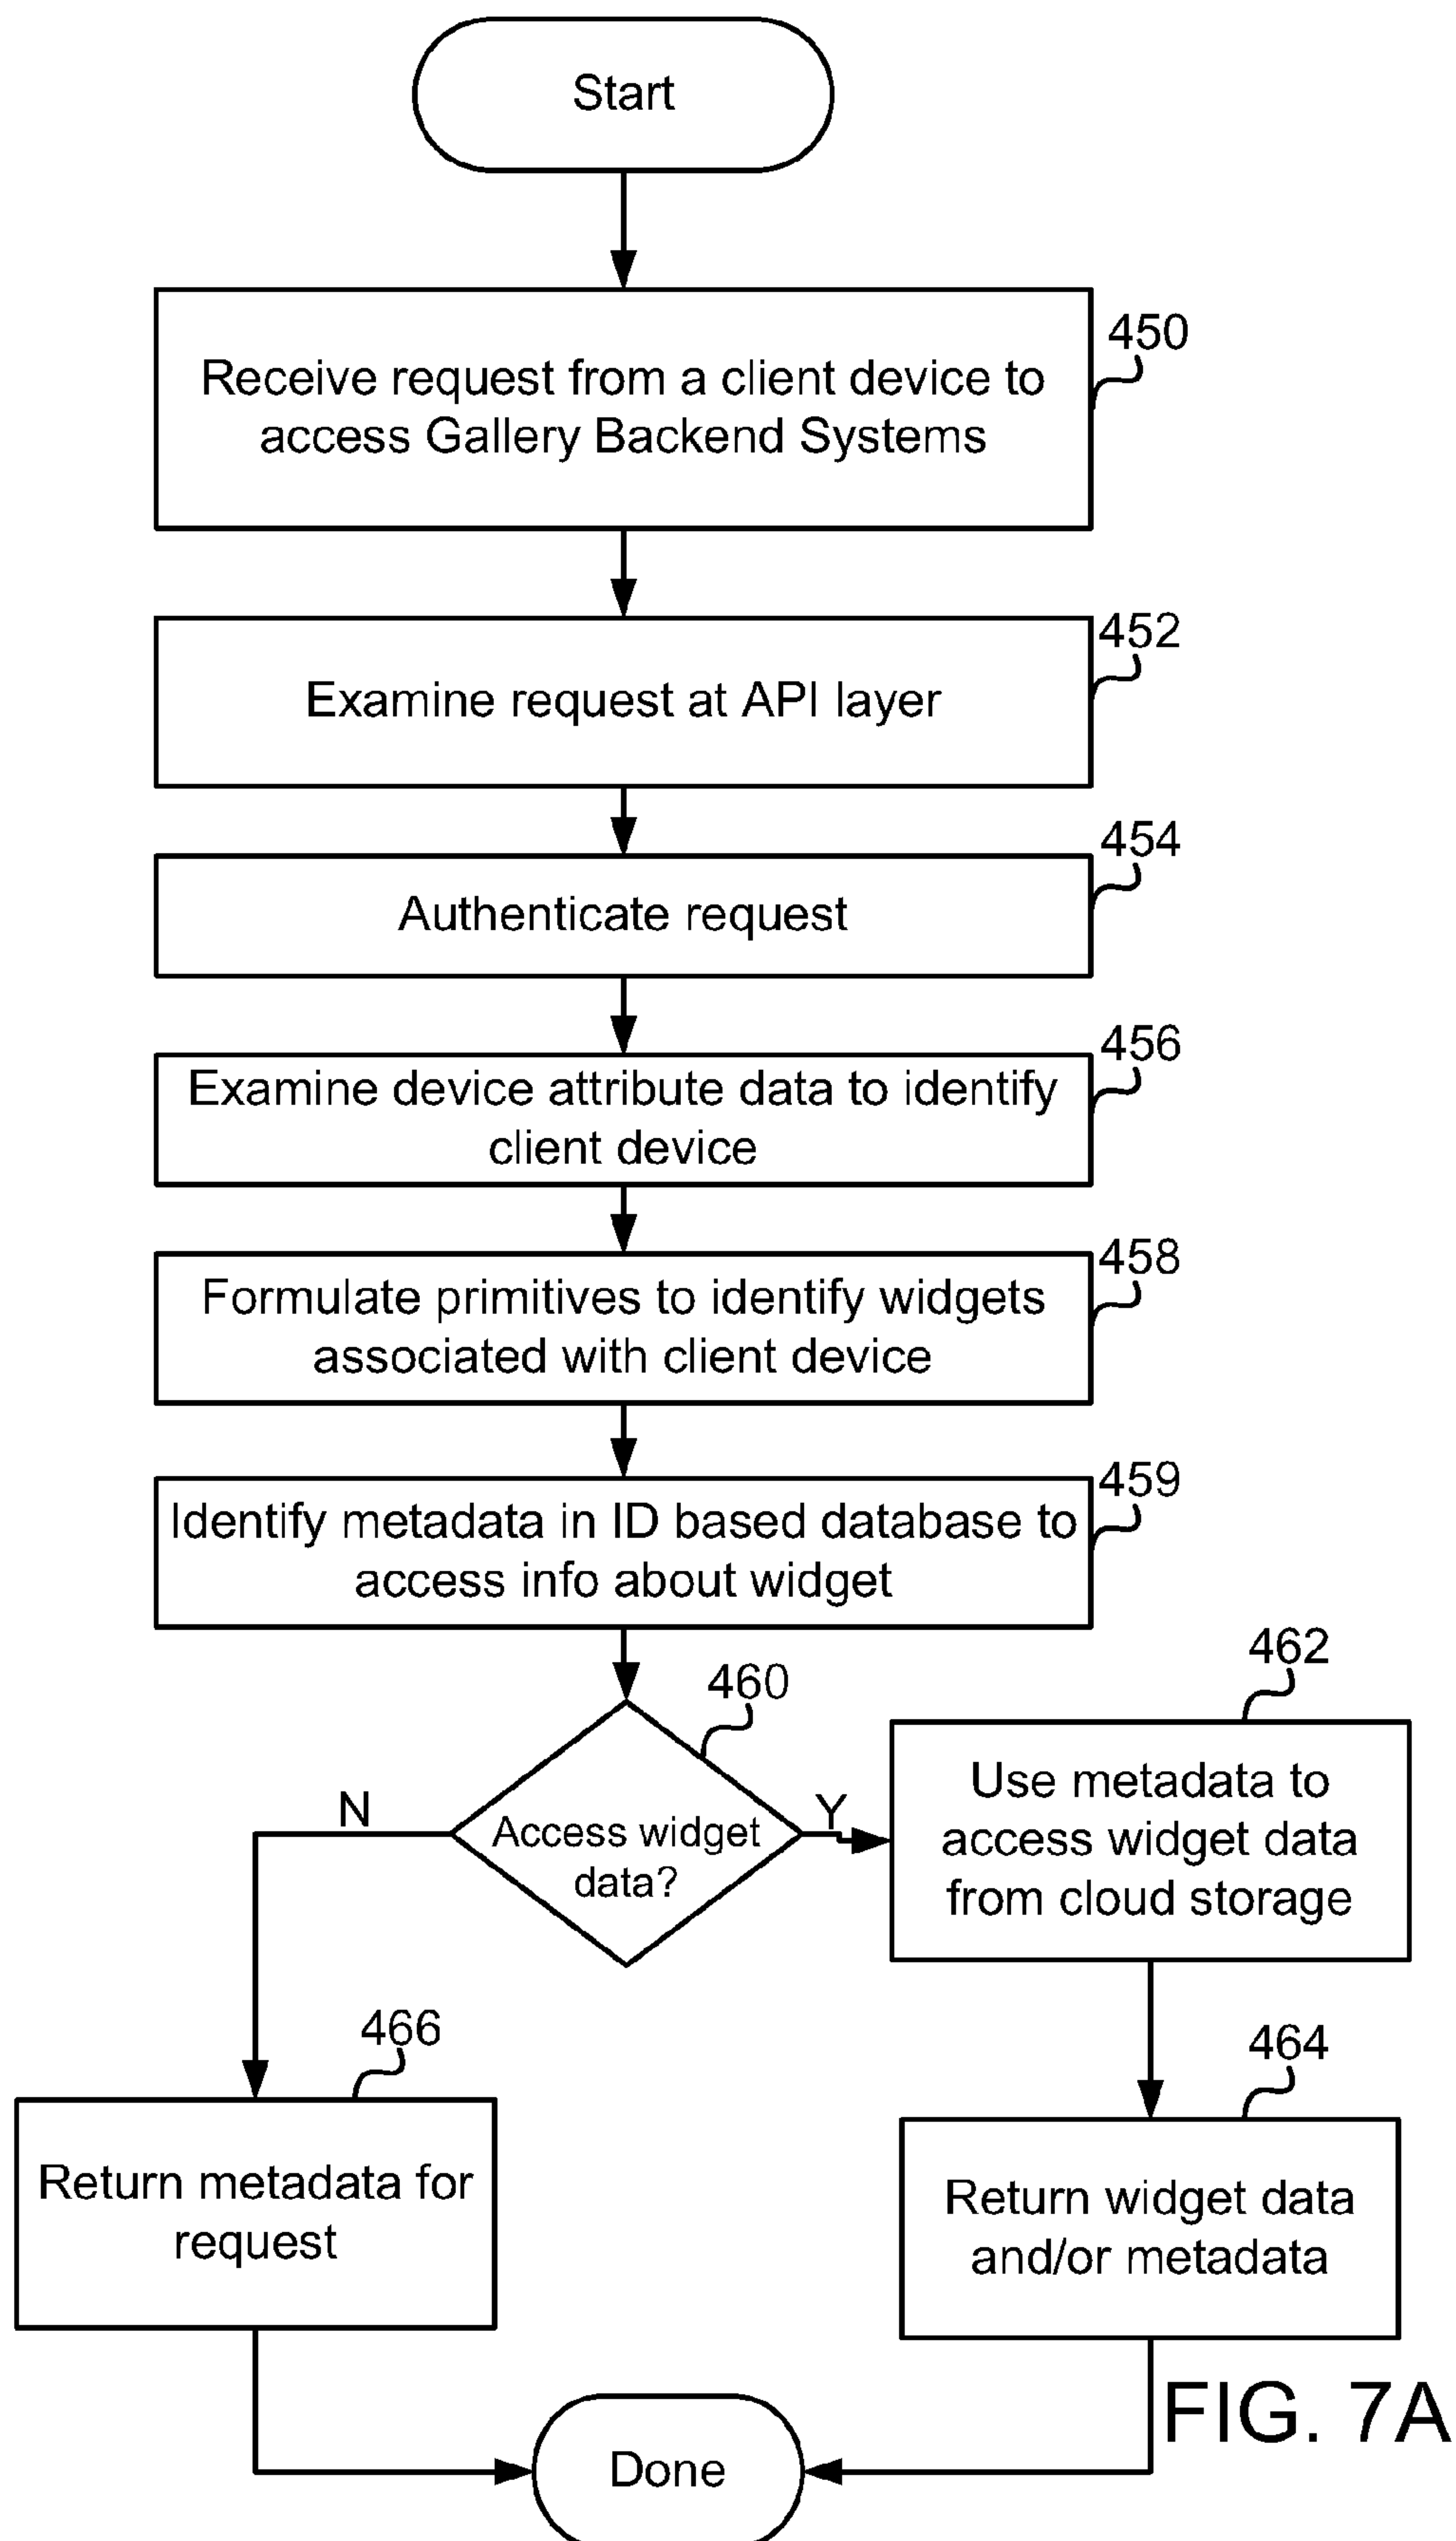 Start
450
Receive request from a client device to
access Gallery Backend Systems
452
Examine request at API layer
454
Authenticate request
456
Examine device attribute data to identify
client device
458
Formulate primitives to identify widgets
associated with client device
459
Identify metadata in ID based database to
access info about widget
460
462
N
Access widget
data?
Y
Use metadata to
access widget data
from cloud storage
466
464
Return metadata for
request
Return widget data
and/or metadata
FIG. 7A
Done